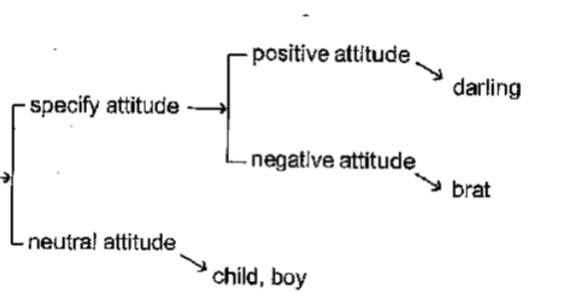 positive attitude
darling
specify attitude
negative attitude
brat
neutral attitude
child, boy